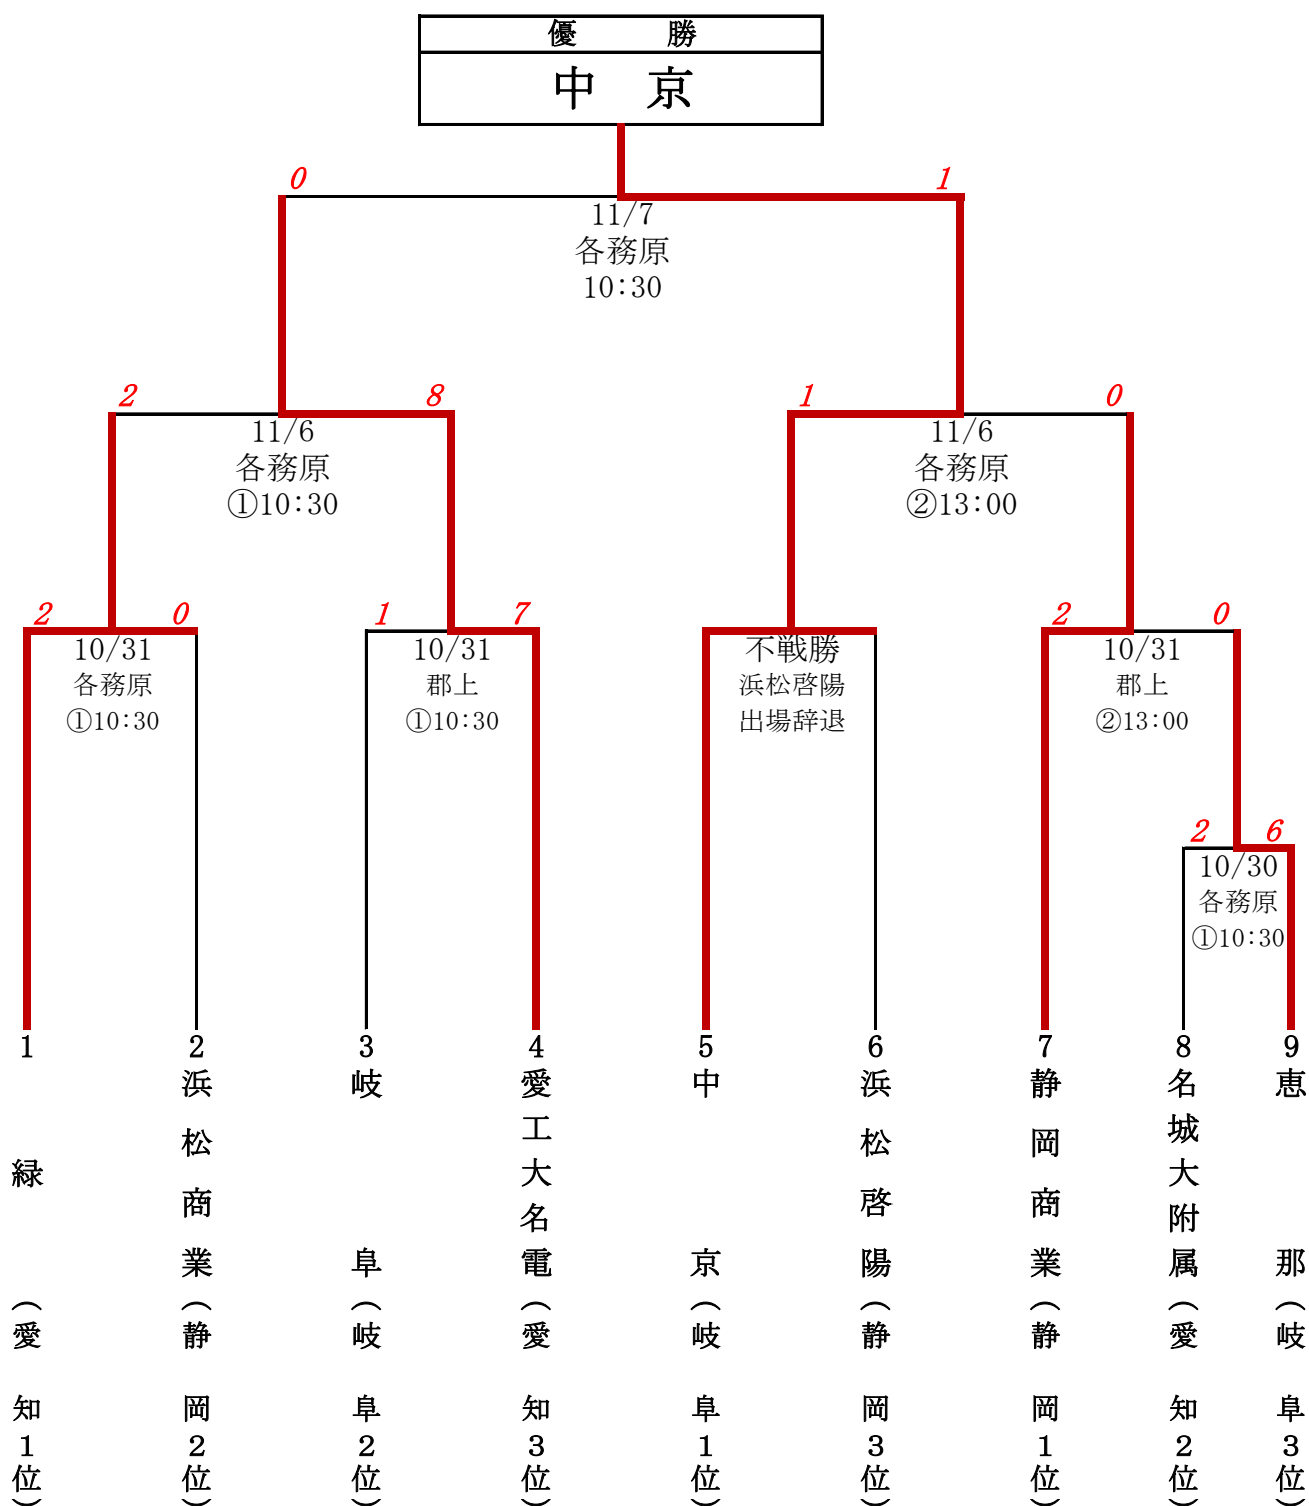 優　勝
中　京
0　1
11/7
各務原
10:30
2　8
11/6
各務原
①10:30
1　0
11/6
各務原
②13:00
2　0
10/31
各務原
①10:30
1　7
10/31
郡上
①10:30
不戦勝
浜松啓陽
出場辞退
2　0
10/31
郡上
②13:00
2　6
10/30
各務原
①10:30
1
緑（愛知1位）
2
浜松商業（静岡2位）
3
岐阜（岐阜2位）
4
愛工大名電（愛知3位）
5
中京（岐阜1位）
6
浜松啓陽（静岡3位）
7
静岡商業（静岡1位）
8
名城大附属（愛知2位）
9
恵那（岐阜3位）